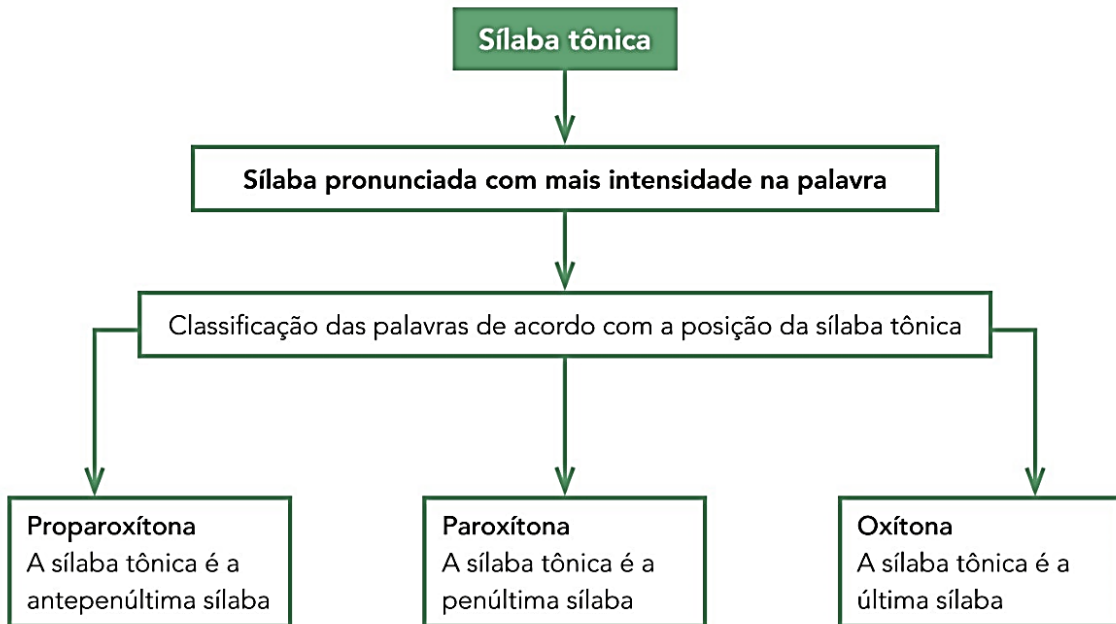 Sílaba tônica
Sílaba pronunciada com mais intensidade na palavra
Classificação das palavras de acordo com a posição da sílaba tônica
Proparoxítona
A sílaba tônica é a
antepenúltima sílaba
Paroxítona
A sílaba tônica é a
penúltima sílaba
Oxítona
A sílaba tônica é a
última sílaba